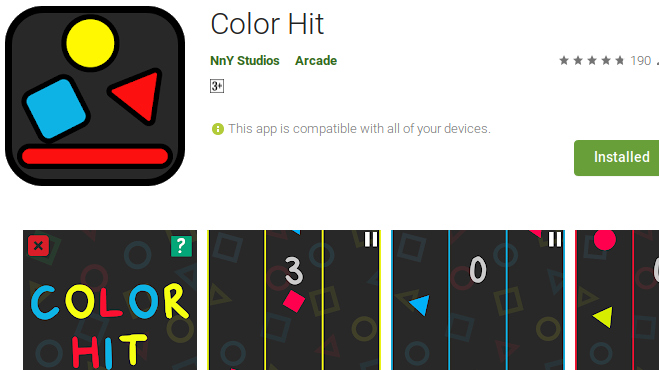 Color Hit
NnY Studios Arcade
190
3+
This app is compatible with all of your devices.
Installed
?
COLOR
HIT
3
0